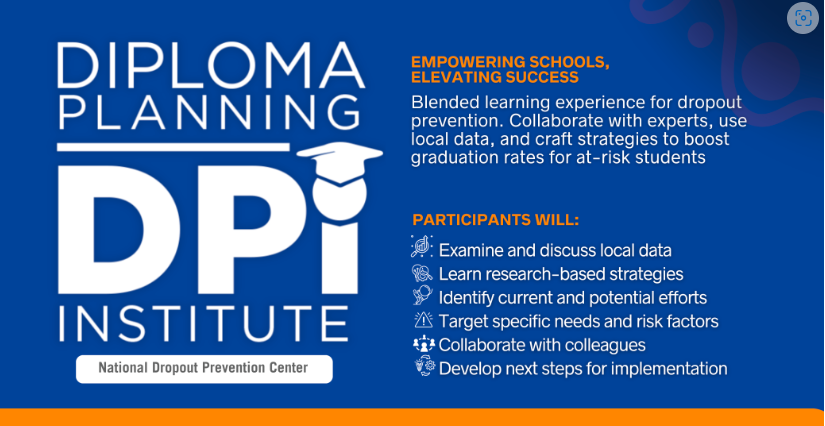 DIPLOMA
PLANNING
DPi
INSTITUTE
National Dropout Prevention Center
EMPOWERING SCHOOLS,
ELEVATING SUCCESS
Blended learning experience for dropout
prevention. Collaborate with experts, use
local data, and craft strategies to boost
graduation rates for at-risk students
PARTICIPANTS WILL:
Examine and discuss local data
Learn research-based strategies
Identify current and potential efforts
Target specific needs and risk factors
Collaborate with colleagues
Develop next steps for implementation